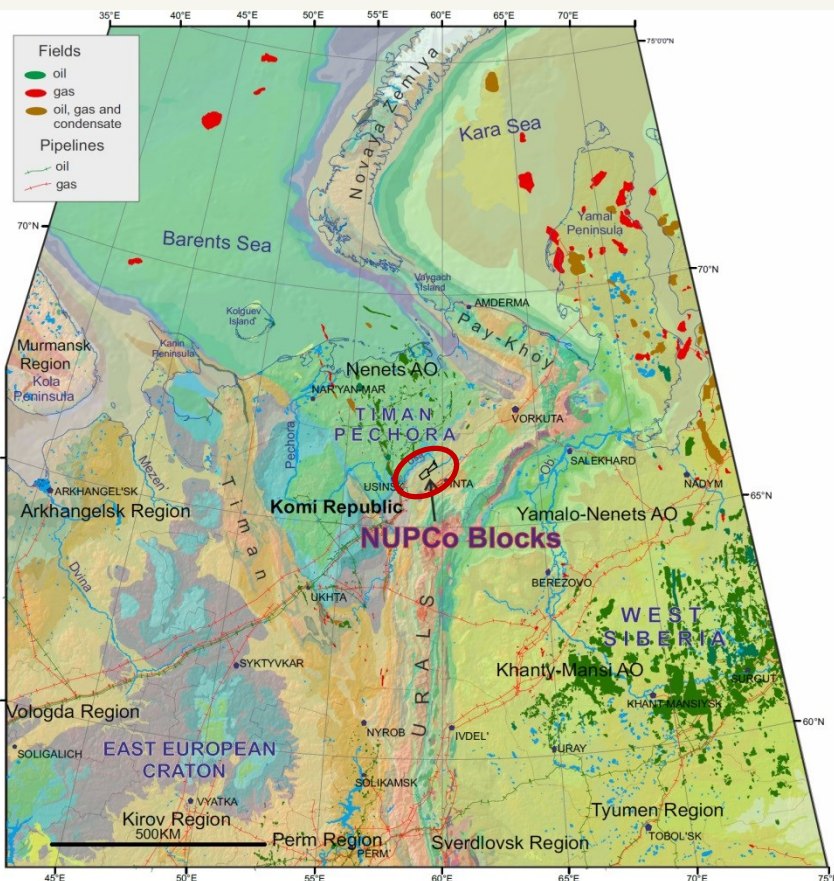 35°E
40°E
45°E
50°E
55°E
60°E
65°E
70°E
75°0'0"N
Fields
oil
gas
oil, gas and
condensate
Pipelines
oil
gas
Novaya Zemlya
Kara Sea
Yamal
Peninsula
70°N
Barents Sea
70°N
Vaygach
Island
AMDERMA
Kolguev
Island
Pay-Khoy
Kanin
Peninsula
Murmansk
Region
Kola
Peninsula
Nenets AO
NAR'YAN-MAR
TIMAN
PECHORA
VORKUTA
Pechora
Mezen'
Ob
SALEKHARD
USINSK
INTA
NADYM
ARKHANGEL'SK
65°N
Arkhangelsk Region
Timan
Komi Republic
Yamalo-Nenets AO
NUPCo Blocks
Dvina
BEREZOVO
UKHTA
URALS
WEST
SIBERIA
SYKTYVKAR
Khanty-Mansi AO
SURGUT
KHANT-MANSIYSK
Vologda Region
60°N
NYROB
IVDEL'
SOLIGALICH
EAST EUROPEAN
CRATON
URAY
SOLIKAMSK
VYATKA
Kirov Region
Tyumen Region
500KM
Perm Region
Sverdlovsk Region
TOBOL'SK
PERM'
45°E
50°E
55°E
60°E
65°E
70°E